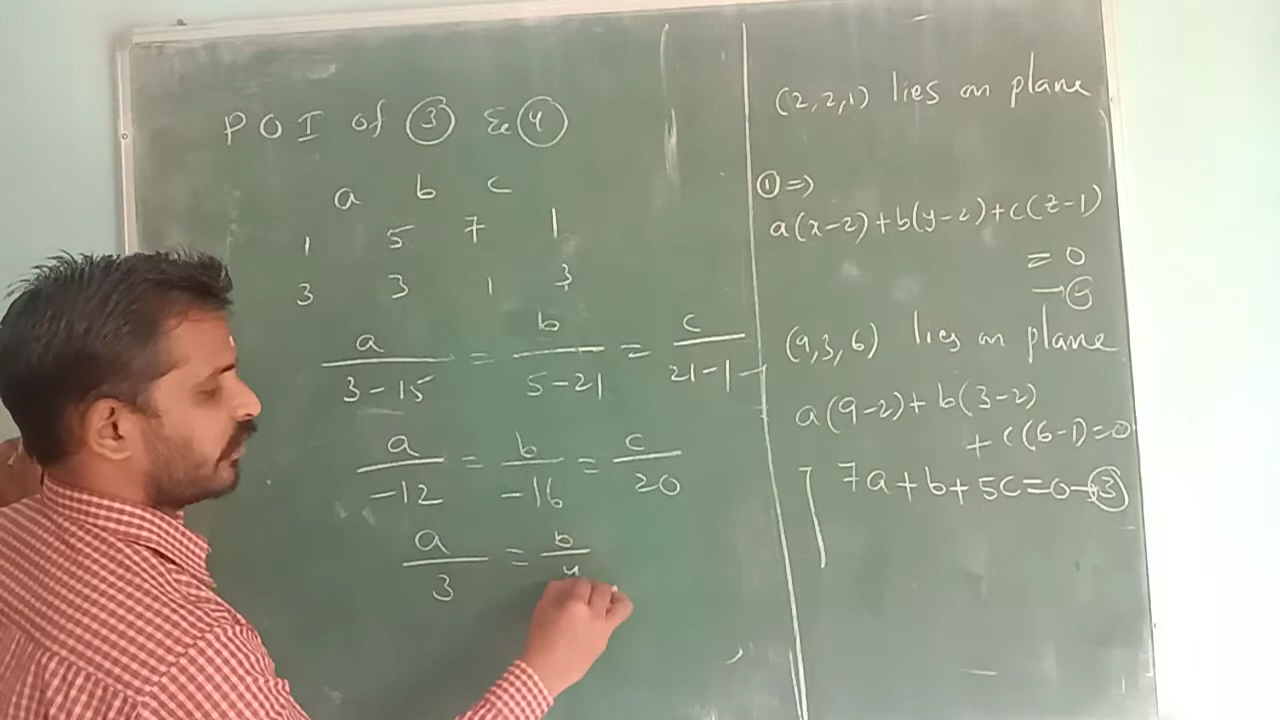 POI of ③ & ④
a b c
1 5 7 1
3 3 1 3
a/3-15 = b/5-21 = c/21-1
a/-12 = b/-16 = c/20
a/3 = b/4
(2,2,1) lies on plane
①=>
a(x-2)+b(y-2)+c(z-1)
= 0
→②
(9,3,6) lies on plane
a(9-2)+b(3-2)
+c(6-1)=0
7a+b+5c=0→③